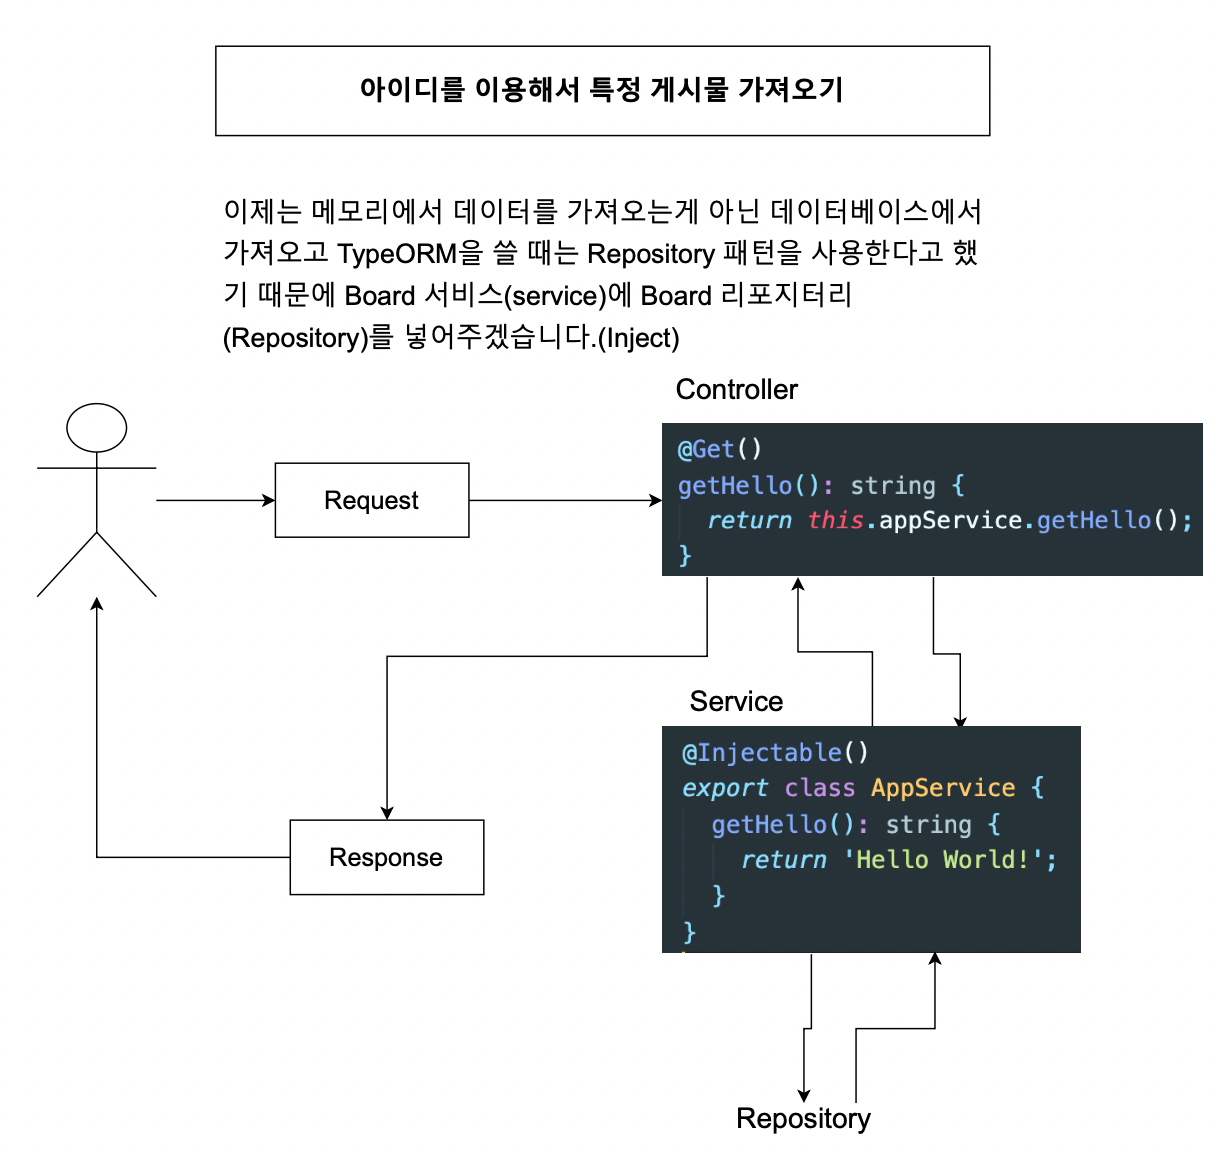 아이디를 이용해서 특정 게시물 가져오기
이제는 메모리에서 데이터를 가져오는게 아닌 데이터베이스에서
가져오고 TypeORM을 쓸 때는 Repository 패턴을 사용한다고 했
기 때문에 Board 서비스(service)에 Board 리포지터리
(Repository)를 넣어주겠습니다.(Inject)
Controller
@Get()
getHello(): string {
return this.appService.getHello();
}
Request
Service
@Injectable()
export class AppService {
getHello(): string {
return 'Hello World!';
}
}
Response
Repository